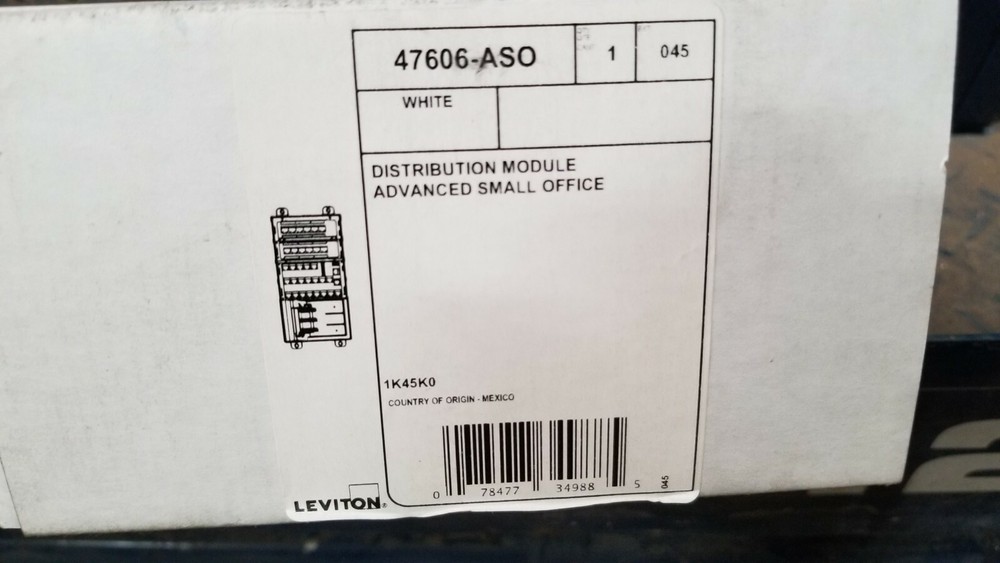 47606-ASO
1
045
WHITE
DISTRIBUTION MODULE
ADVANCED SMALL OFFICE
1K45K0
COUNTRY OF ORIGIN - MEXICO
0 78477 34988 5
045
LEVITON®